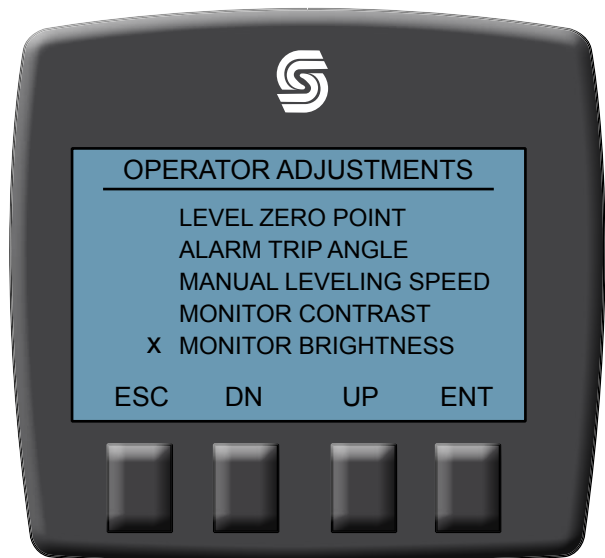 OPERATOR ADJUSTMENTS
LEVEL ZERO POINT
ALARM TRIP ANGLE
MANUAL LEVELING SPEED
MONITOR CONTRAST
X MONITOR BRIGHTNESS
ESC DN UP ENT